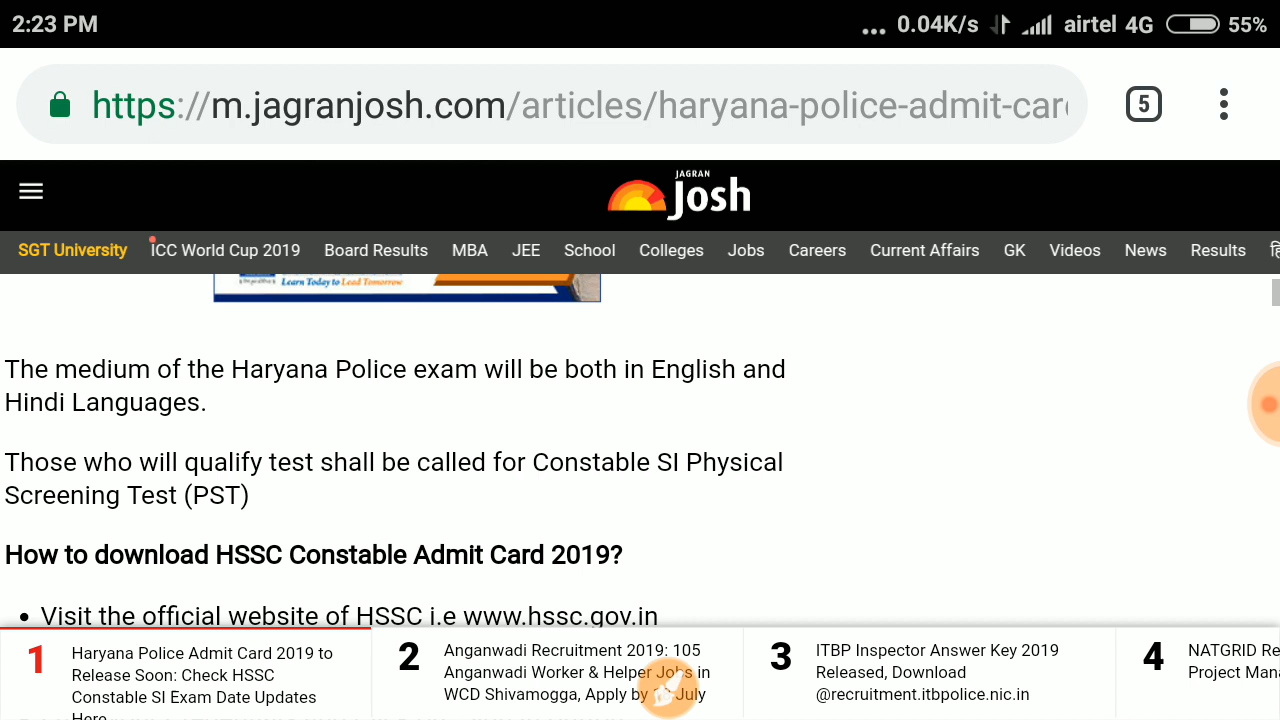 2:23 PM
... 0.04K/s airtel 4G 55%
https://m.jagranjosh.com/articles/haryana-police-admit-car
5
JAGRAN
Josh
SGT University ICC World Cup 2019 Board Results MBA JEE School Colleges Jobs Careers Current Affairs GK Videos News Results
Learn Today to Lead Tomorrow
The medium of the Haryana Police exam will be both in English and
Hindi Languages.
Those who will qualify test shall be called for Constable SI Physical
Screening Test (PST)
How to download HSSC Constable Admit Card 2019?
• Visit the official website of HSSC i.e www.hssc.gov.in
1
Haryana Police Admit Card 2019 to
Release Soon: Check HSSC
Constable SI Exam Date Updates
Here
2
Anganwadi Recruitment 2019: 105
Anganwadi Worker & Helper Jobs in
WCD Shivamogga, Apply by July
3
ITBP Inspector Answer Key 2019
Released, Download
@recruitment.itbpolice.nic.in
4
NATGRID Re
Project Man